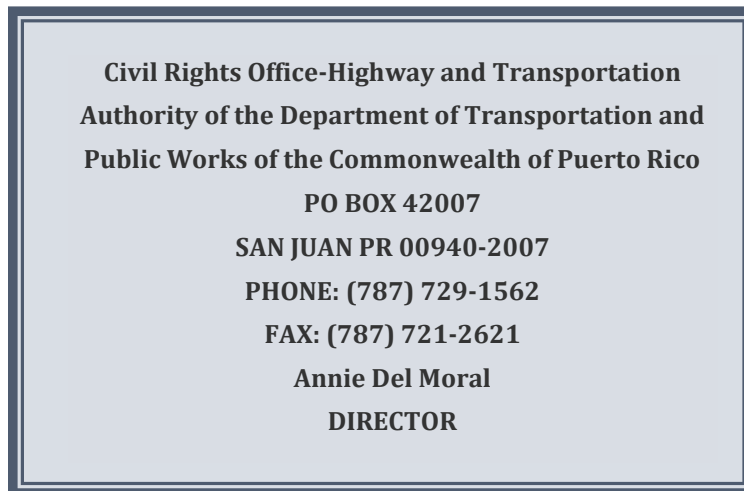 Civil Rights Office-Highway and Transportation
Authority of the Department of Transportation and
Public Works of the Commonwealth of Puerto Rico
PO BOX 42007
SAN JUAN PR 00940-2007
PHONE: (787) 729-1562
FAX: (787) 721-2621
Annie Del Moral
DIRECTOR